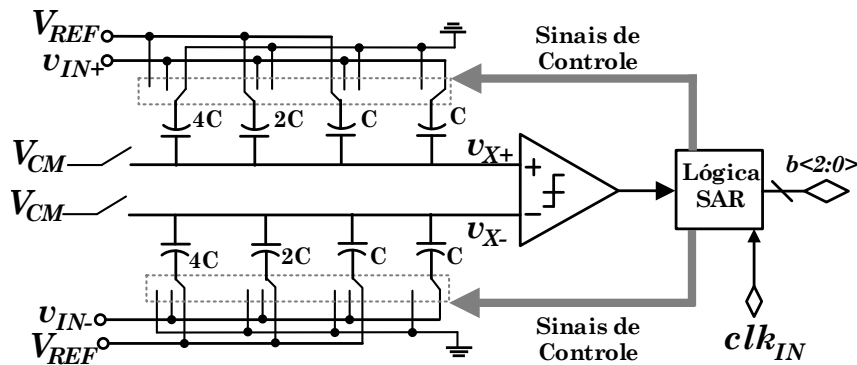 V_REF
v_IN+
Sinais de
Controle
4C
2C
C
C
V_CM
v_X+
+
Lógica
SAR
b<2:0>
V_CM
−
v_X-
4C
2C
C
C
v_IN-
V_REF
Sinais de
Controle
clk_IN